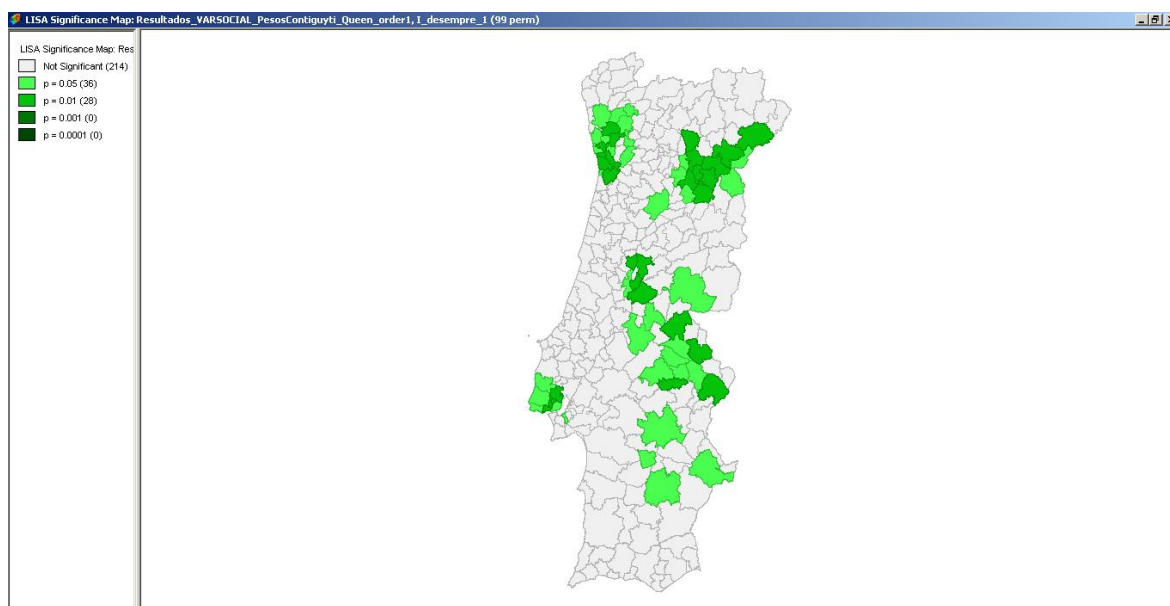 LISA Significance Map: Resultados_VARSOCIAL_PesosContiguyti_Queen_order1, I_desempre_1 (99 perm)
LISA Significance Map: Res
Not Significant (214)
p = 0.05 (36)
p = 0.01 (28)
p = 0.001 (0)
p = 0.0001 (0)